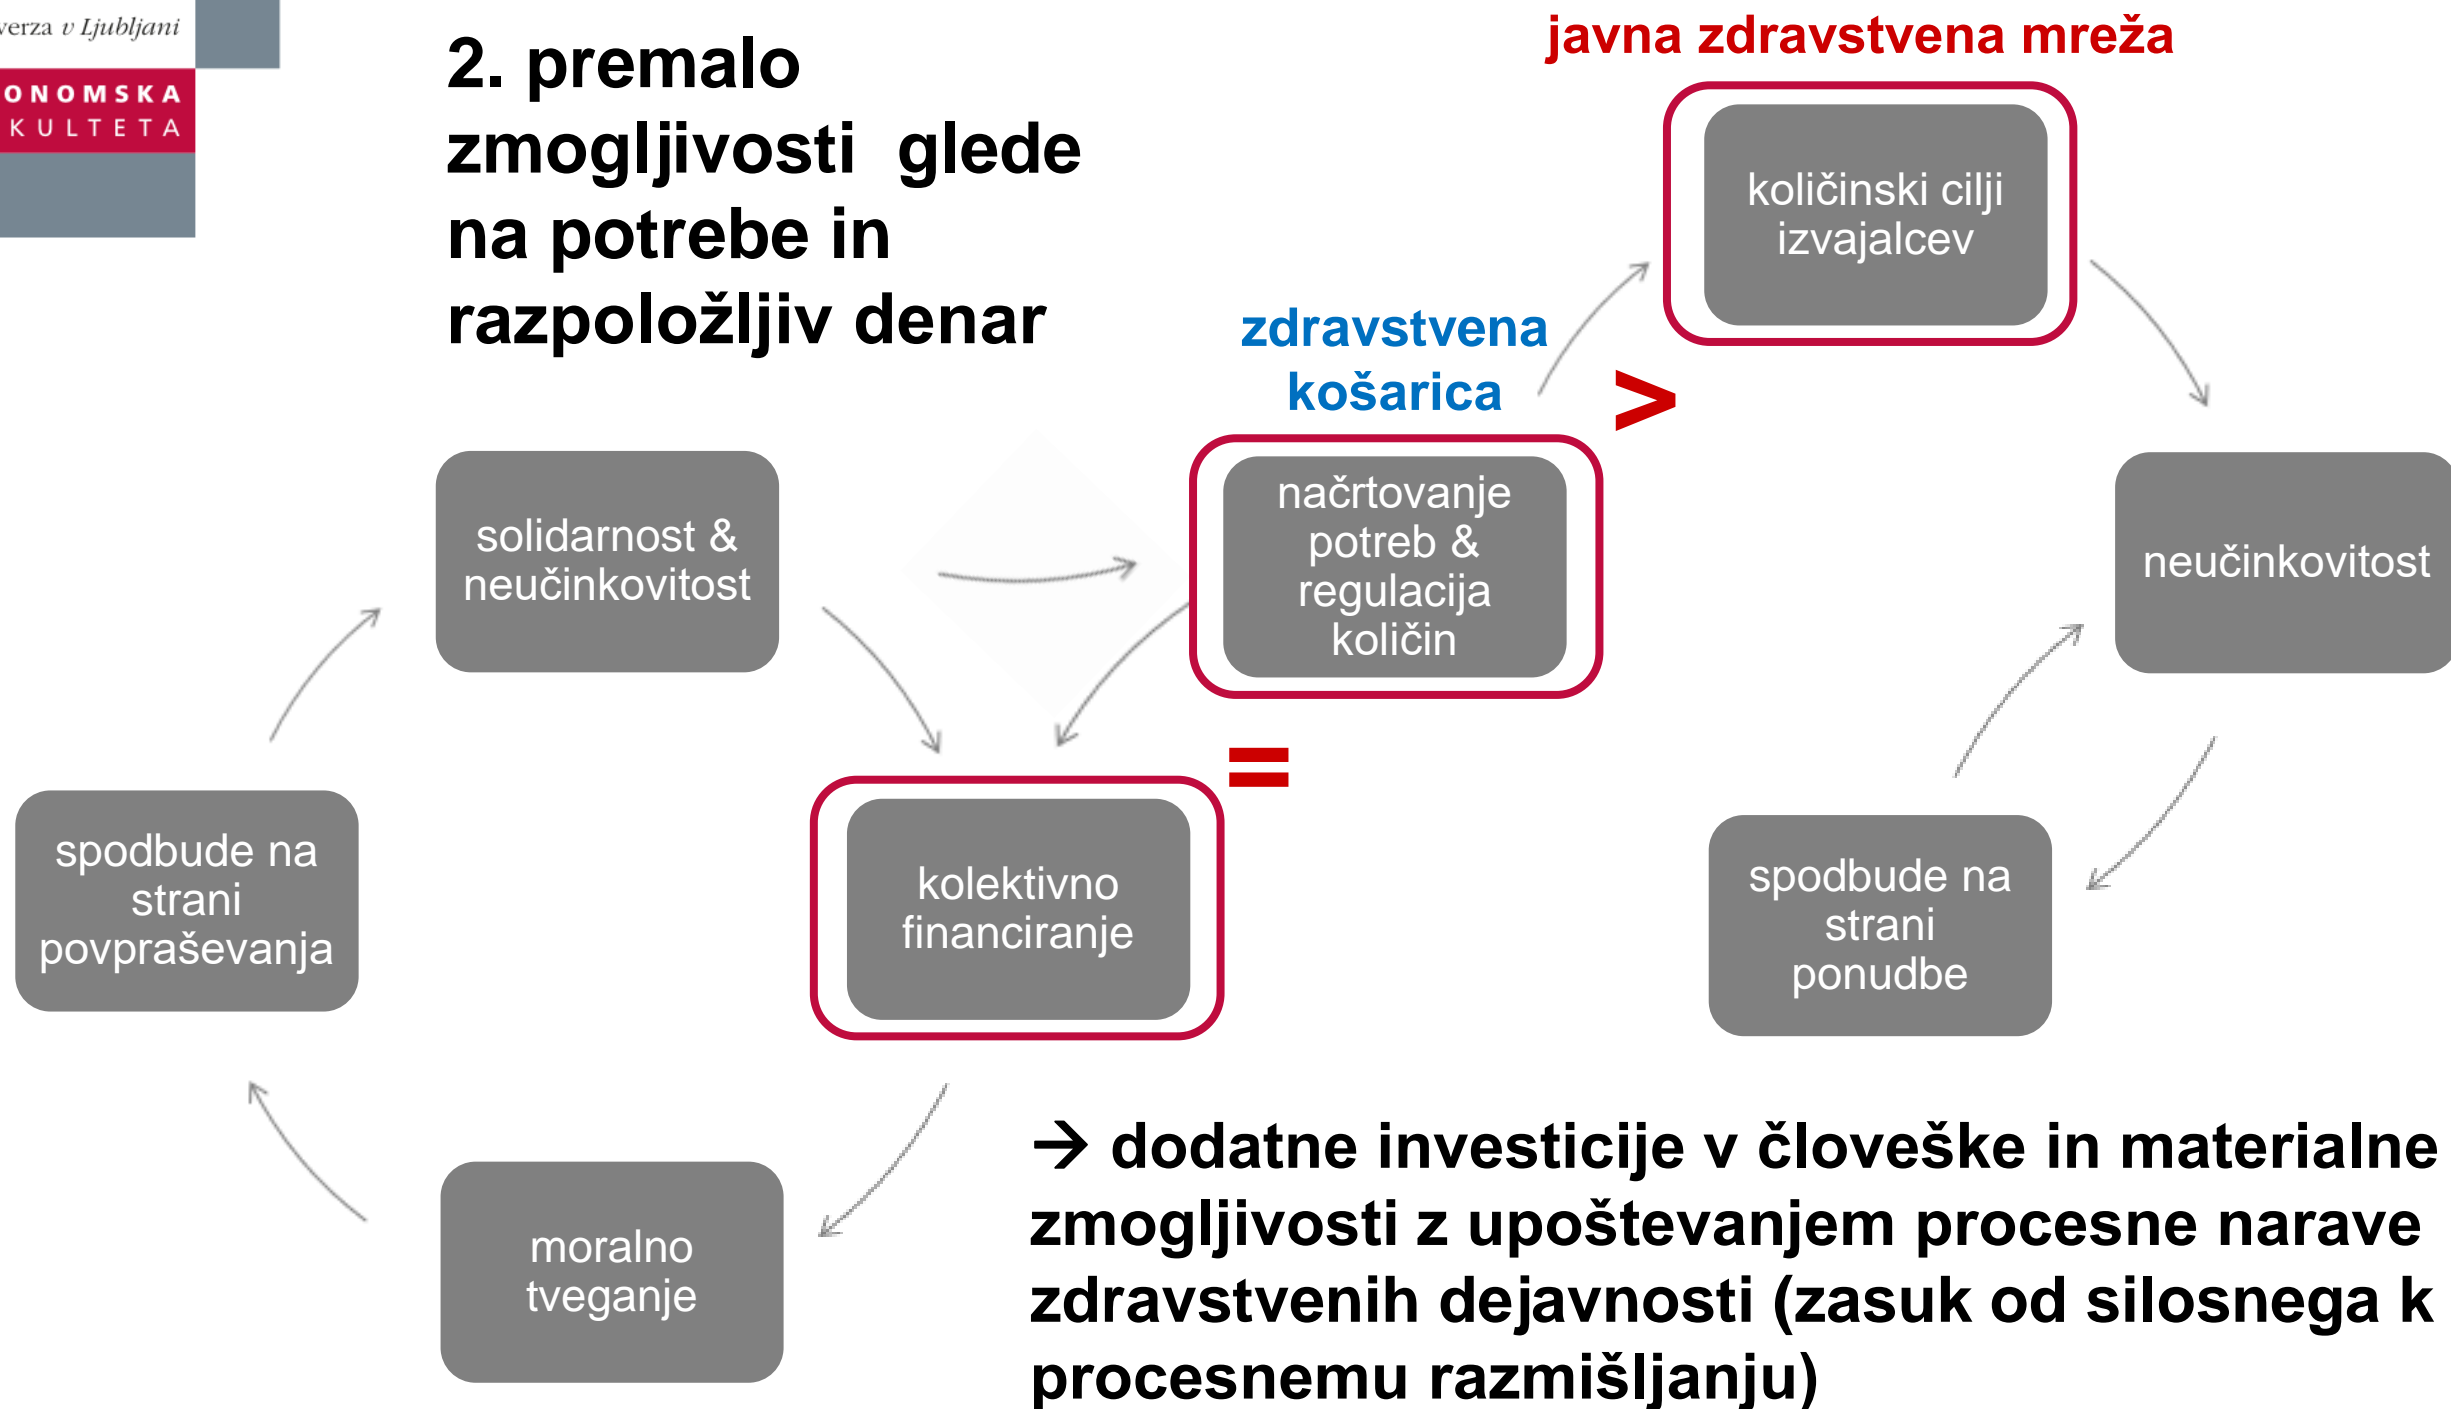 verza v Ljubljani
ONOMSKA
KULTETA
2. premalo
zmogljivosti  glede
na potrebe in
razpoložljiv denar
javna zdravstvena mreža
količinski cilji
izvajalcev
zdravstvena
košarica
>
solidarnost &
neučinkovitost
načrtovanje
potreb &
regulacija
količin
neučinkovitost
=
spodbude na
strani
povpraševanja
kolektivno
financiranje
spodbude na
strani
ponudbe
moralno
tveganje
→ dodatne investicije v človeške in materialne
zmogljivosti z upoštevanjem procesne narave
zdravstvenih dejavnosti (zasuk od silosnega k
procesnemu razmišljanju)